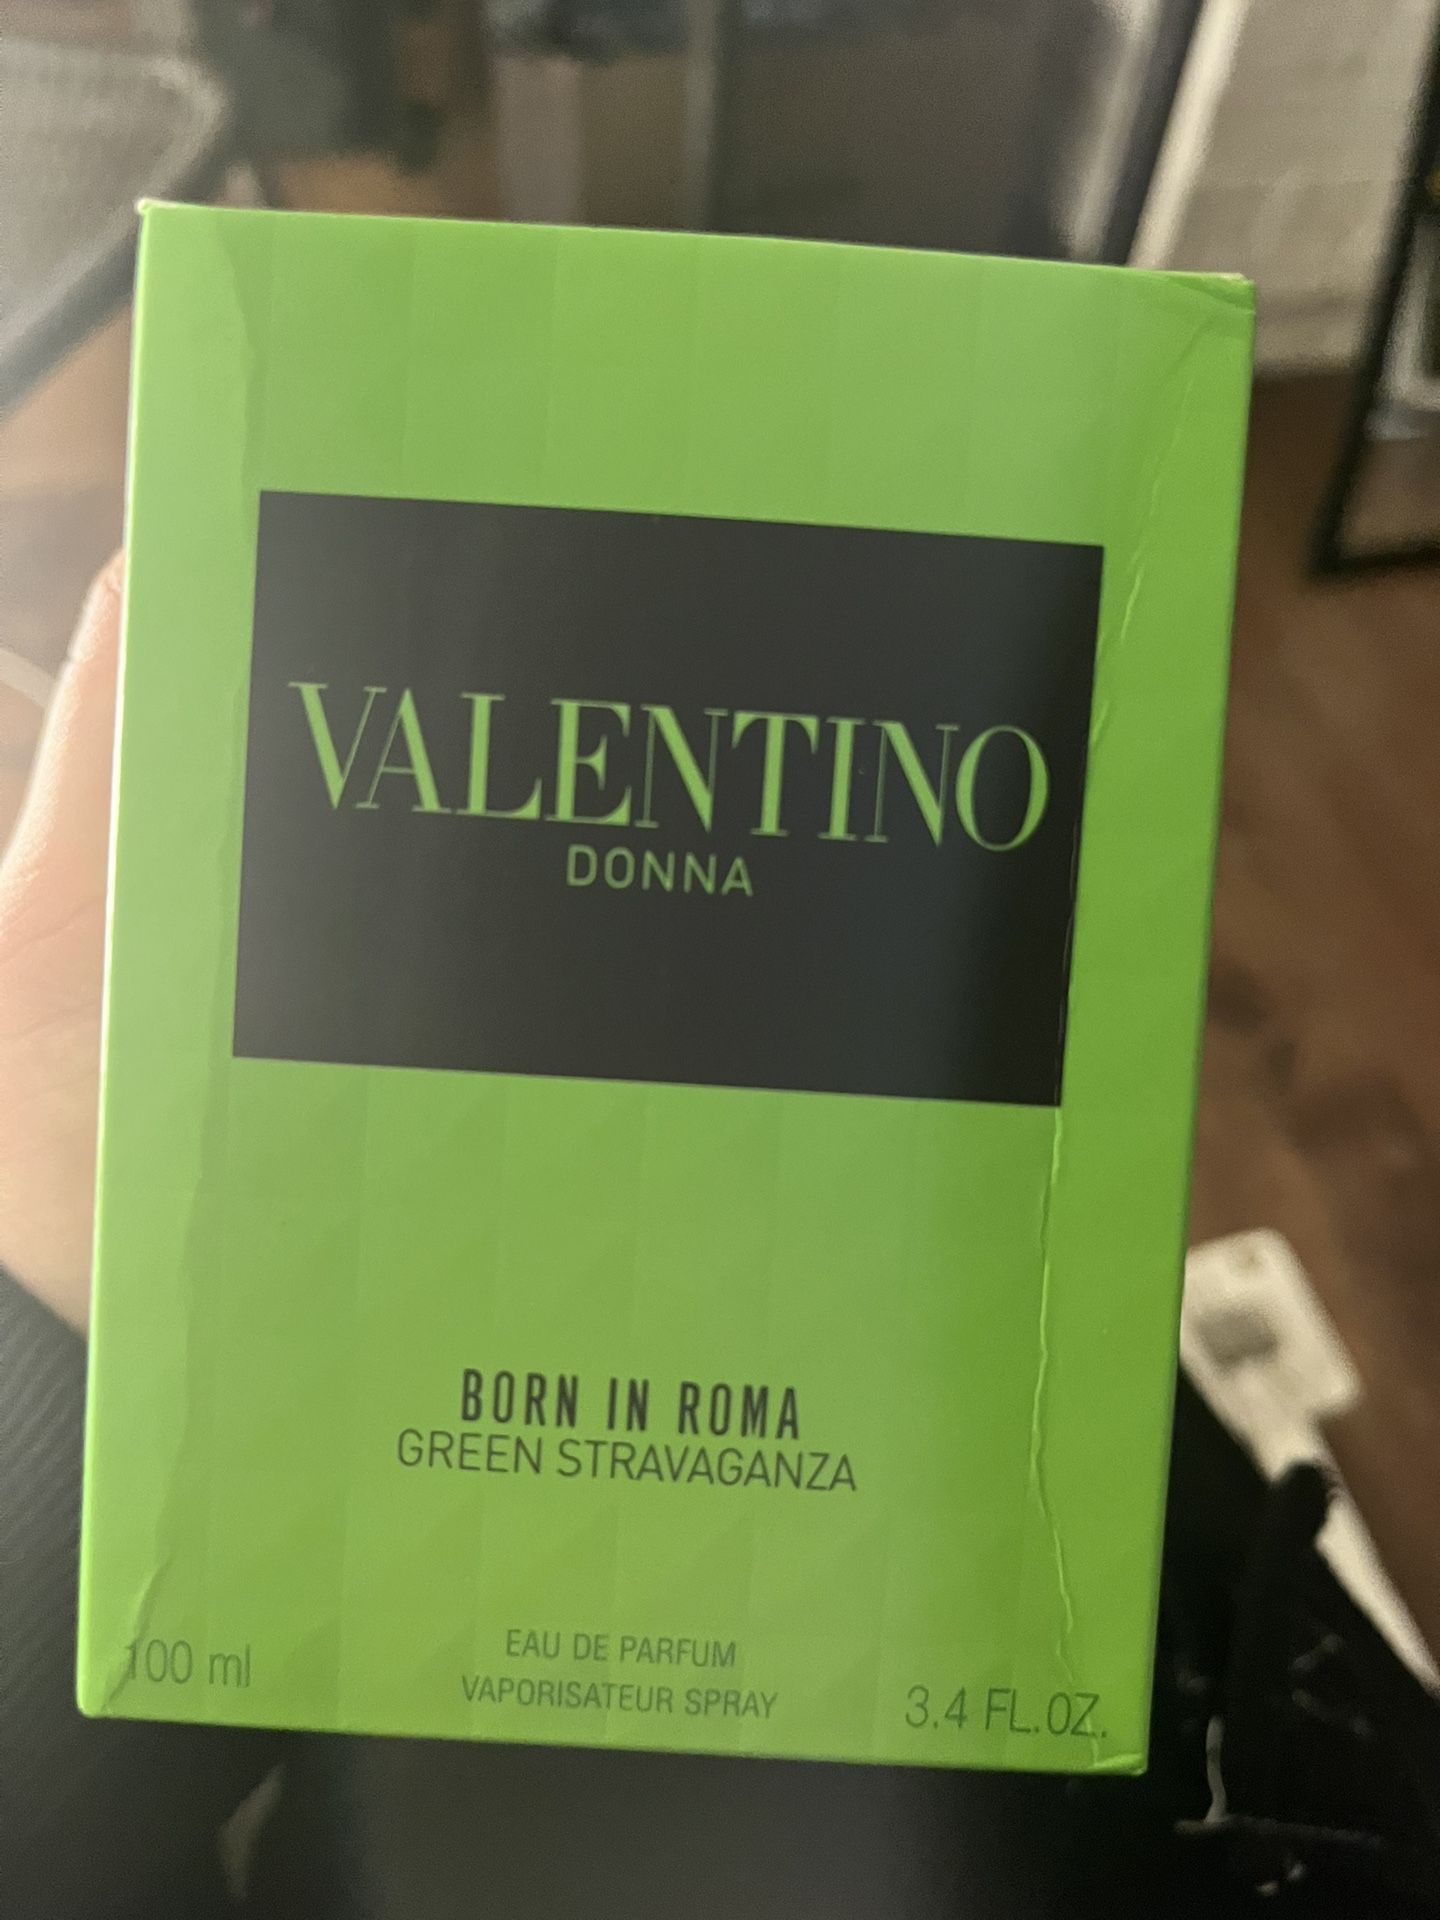 VALENTINO
DONNA
BORN IN ROMA
GREEN STRAVAGANZA
100 ml
EAU DE PARFUM
VAPORISATEUR SPRAY
3.4 FL.OZ.